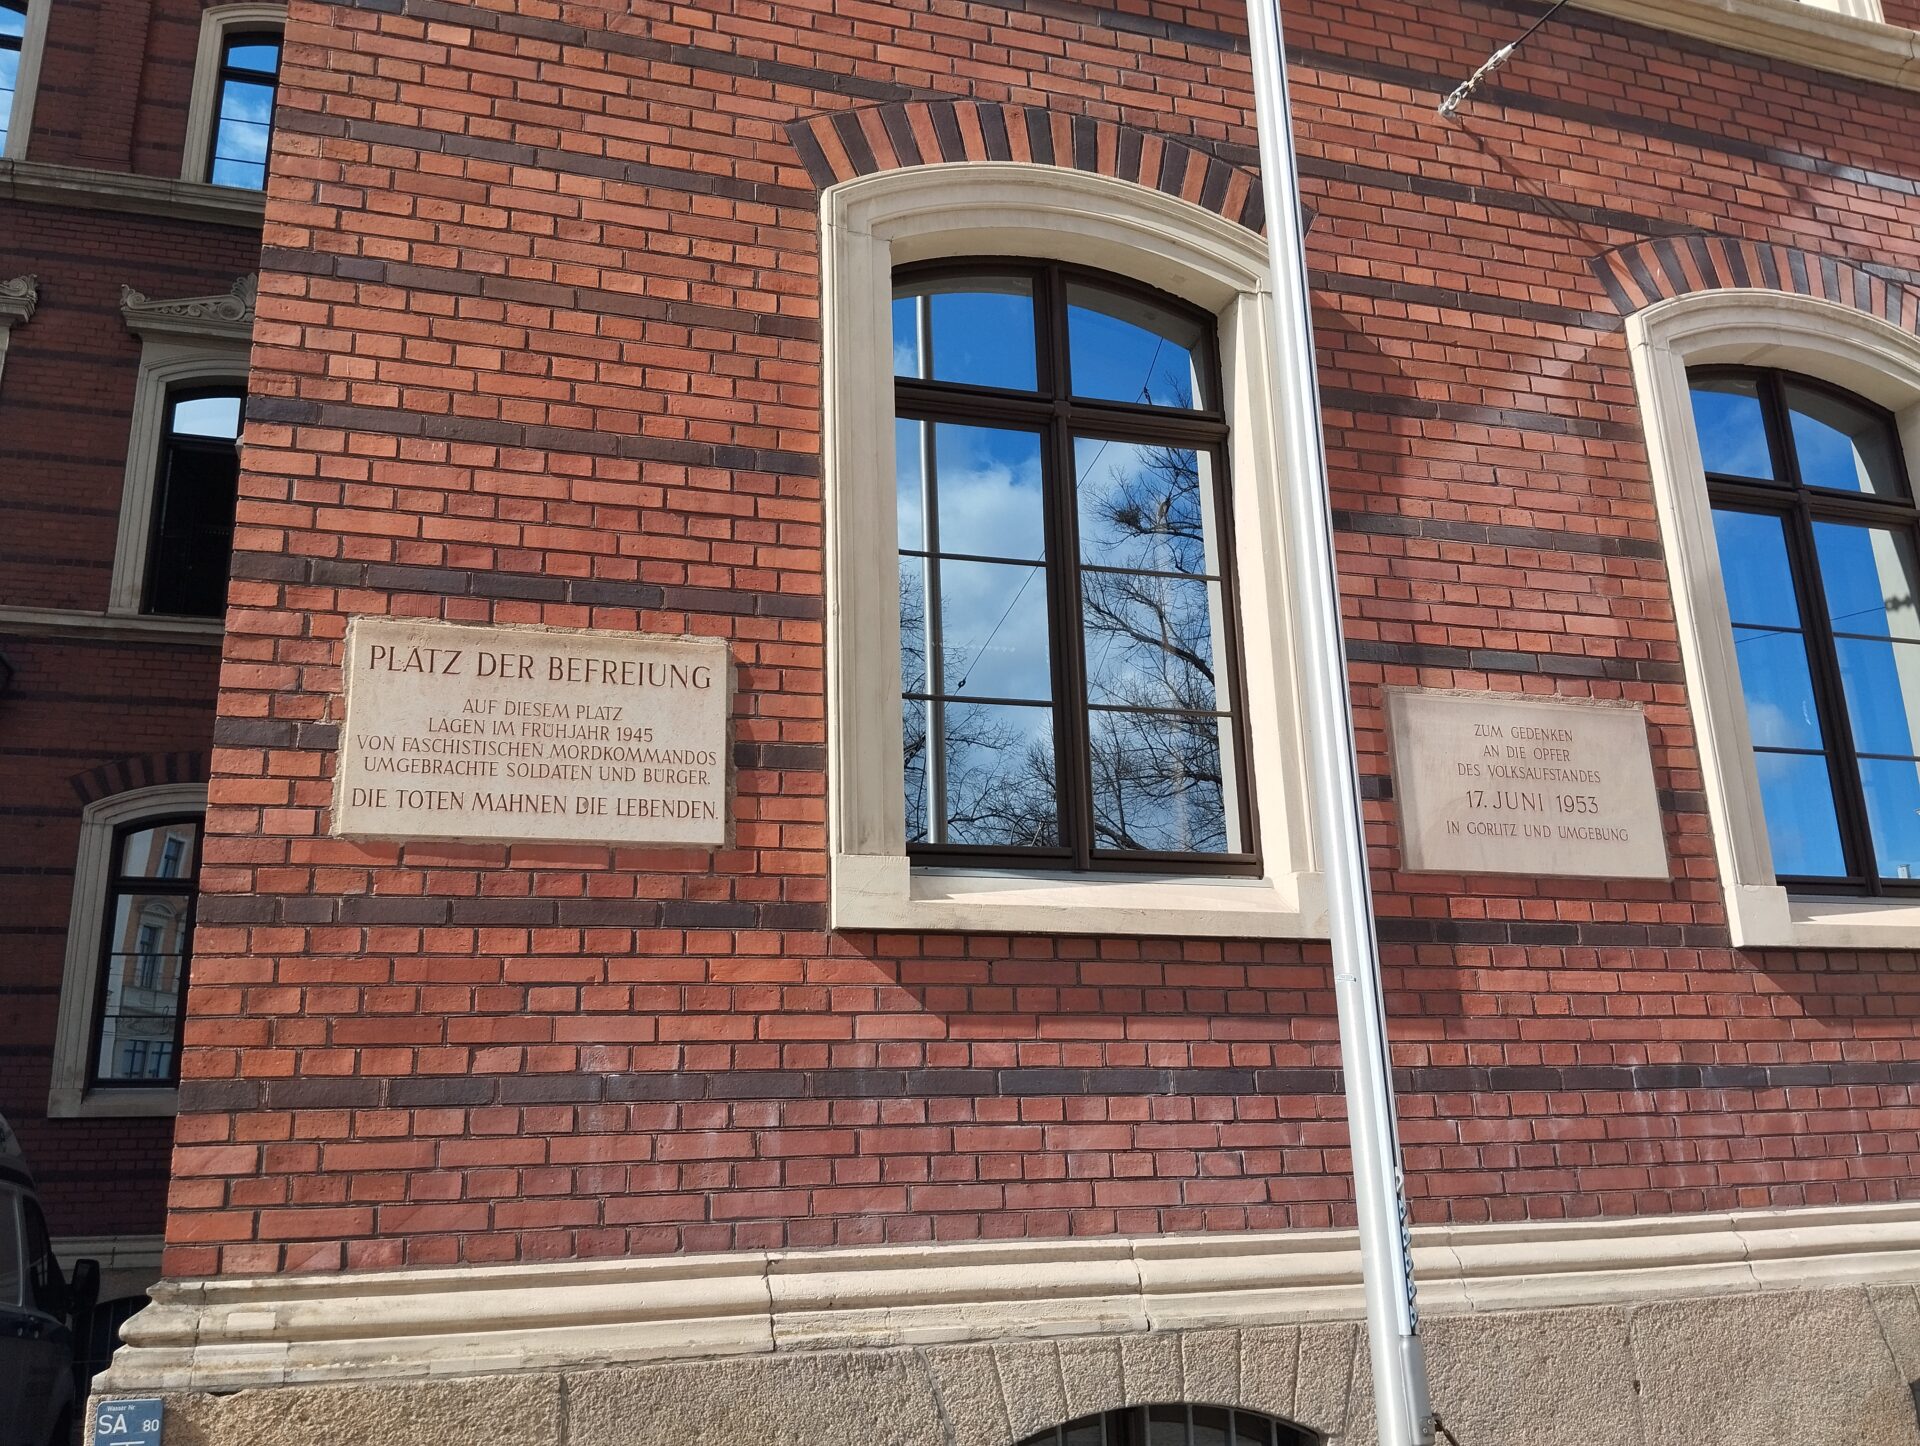 PLATZ DER BEFREIUNG
AUF DIESEM PLATZ
LAGEN IM FRÜHJAHR 1945
VON FASCHISTISCHEN MORDKOMMANDOS
UMGEBRACHTE SOLDATEN UND BÜRGER.
DIE TOTEN MAHNEN DIE LEBENDEN.
ZUM GEDENKEN
AN DIE OPFER
DES VOLKSAUFSTANDES
17. JUNI 1953
IN GÖRLITZ UND UMGEBUNG
Wasser Nr.
SA 80